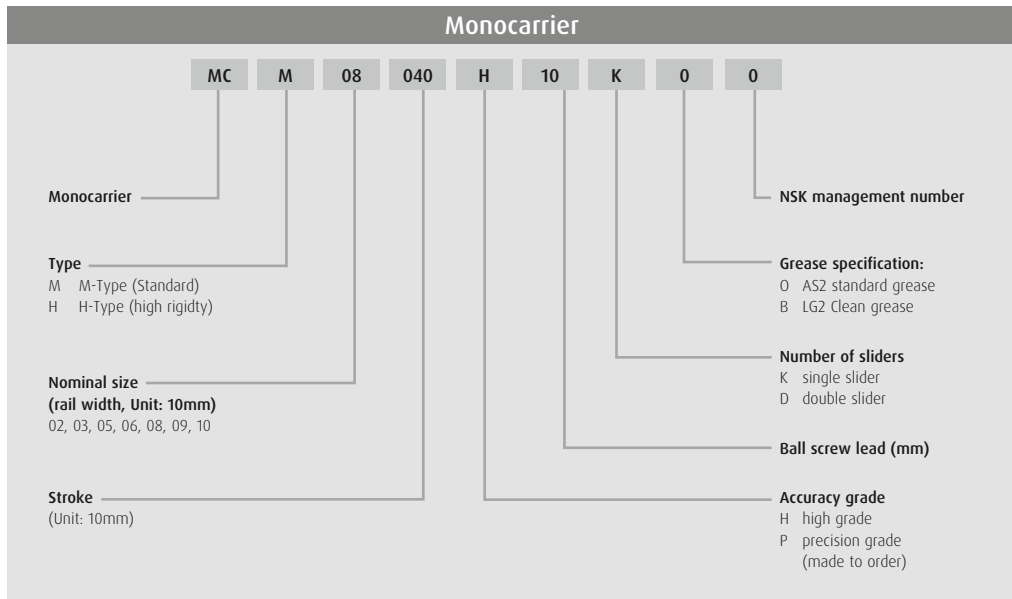 Monocarrier
MC M 08 040 H 10 K 0 0
Monocarrier
NSK management number
Type
M M-Type (Standard)
H H-Type (high rigidty)
Grease specification:
O AS2 standard grease
B LG2 Clean grease
Nominal size
(rail width, Unit: 10mm)
02, 03, 05, 06, 08, 09, 10
Number of sliders
K single slider
D double slider
Ball screw lead (mm)
Stroke
(Unit: 10mm)
Accuracy grade
H high grade
P precision grade
(made to order)